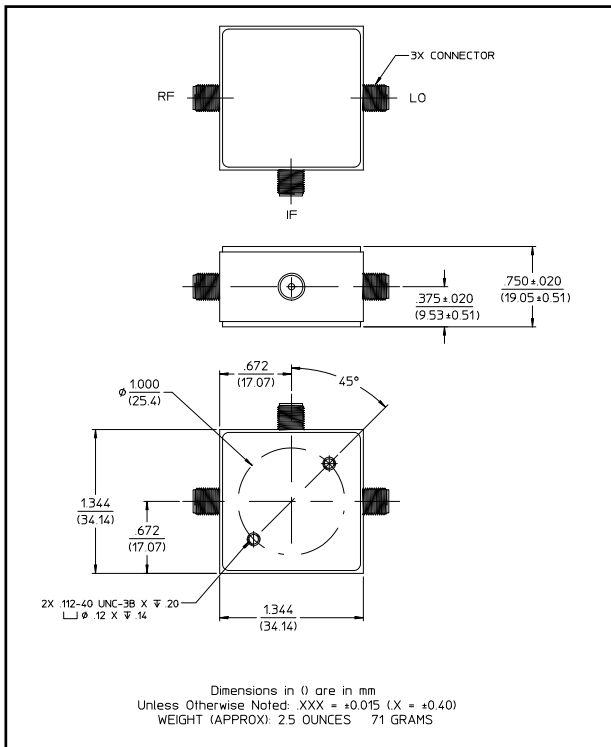 3X CONNECTOR
RF
LO
IF
.375±.020
(9.53±0.51)
.750±.020
(19.05±0.51)
.672
(17.07)
45°
ø 1.000
(25.4)
1.344
(34.14)
.672
(17.07)
2X .112-40 UNC-3B X ↧ .20
⌴ ø .12 X ↧ .14
1.344
(34.14)
Dimensions in () are in mm
Unless Otherwise Noted: .XXX = ±0.015 (.X = ±0.40)
WEIGHT (APPROX): 2.5 OUNCES 71 GRAMS